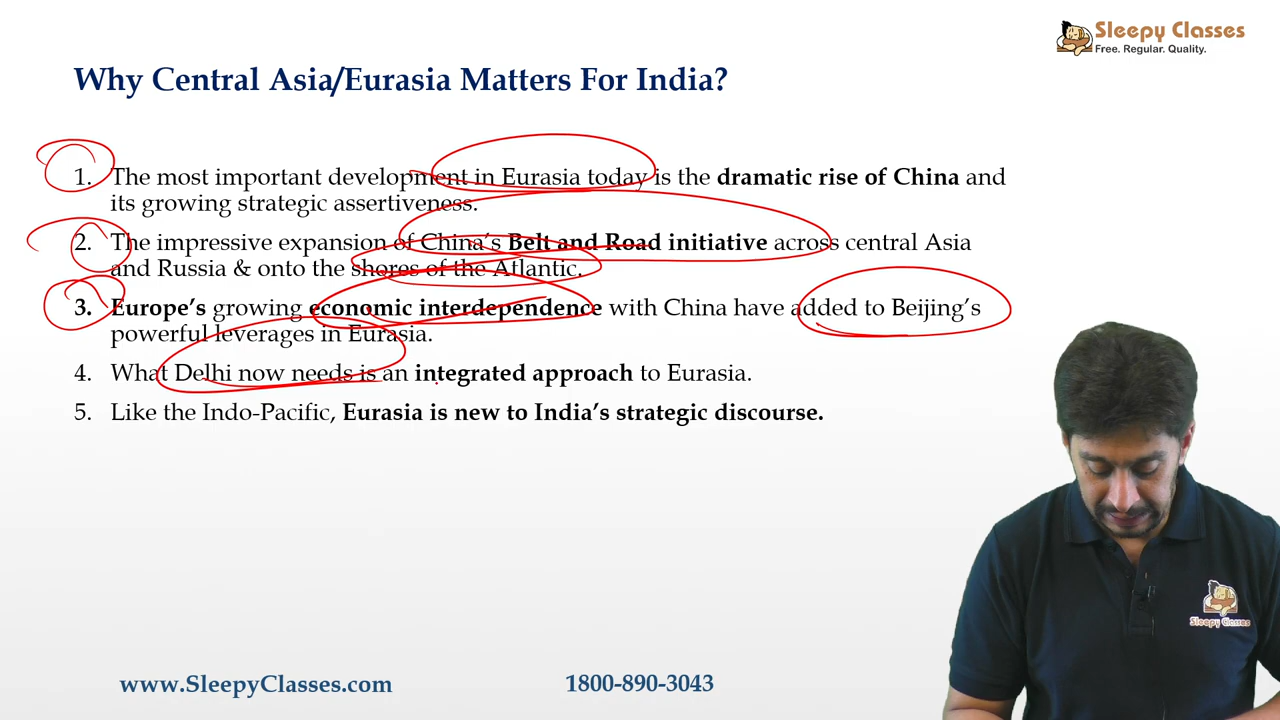 Sleepy Classes
Free. Regular. Quality.
Why Central Asia/Eurasia Matters For India?
1. The most important development in Eurasia today is the dramatic rise of China and
its growing strategic assertiveness.
2. The impressive expansion of China's Belt and Road initiative across central Asia
and Russia & onto the shores of the Atlantic.
3. Europe's growing economic interdependence with China have added to Beijing's
powerful leverages in Eurasia.
4. What Delhi now needs is an integrated approach to Eurasia.
5. Like the Indo-Pacific, Eurasia is new to India's strategic discourse.
Sleepy Classes
www.SleepyClasses.com 1800-890-3043